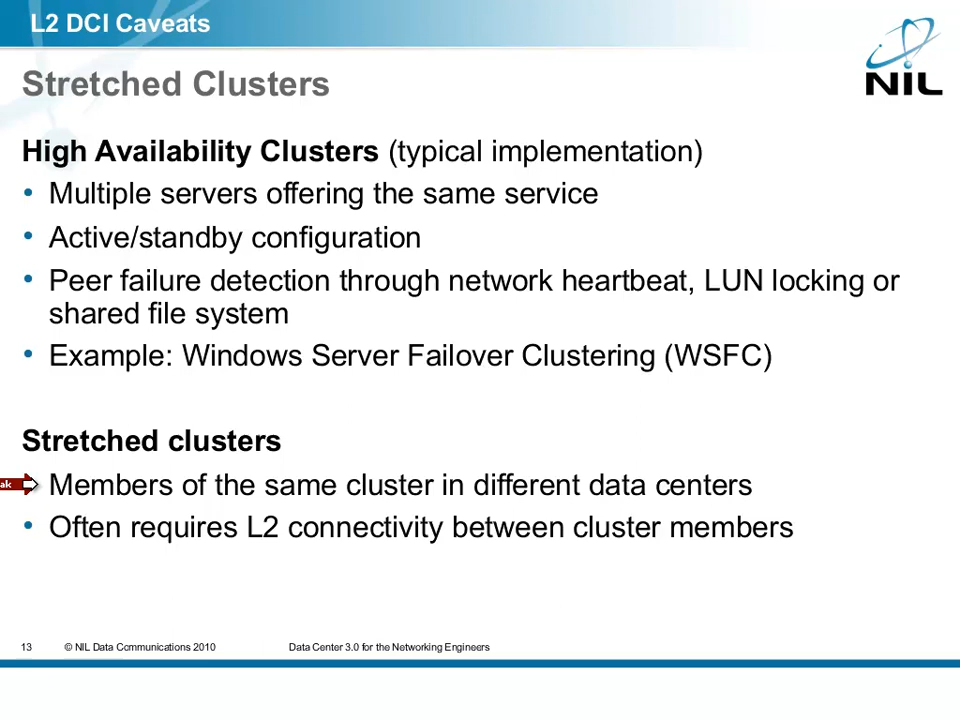 L2 DCI Caveats
Stretched Clusters
NIL
High Availability Clusters (typical implementation)
• Multiple servers offering the same service
• Active/standby configuration
• Peer failure detection through network heartbeat, LUN locking or
shared file system
• Example: Windows Server Failover Clustering (WSFC)
Stretched clusters
ak
Members of the same cluster in different data centers
• Often requires L2 connectivity between cluster members
13 © NIL Data Communications 2010 Data Center 3.0 for the Networking Engineers